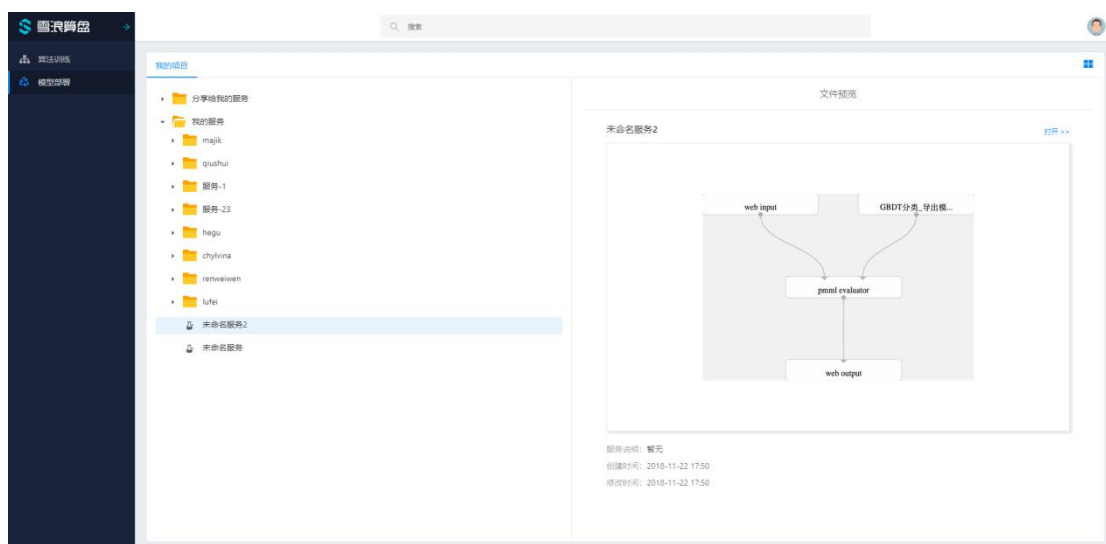 雪浪算盘
搜索
算法训练
模型部署
我的项目
分享给我的服务
我的服务
majik
qiushui
服务-1
服务-23
hegu
chylvina
renweiwen
lufei
未命名服务2
未命名服务
文件预览
未命名服务2
打开 >>
web input
GBDT分类_导出模...
pmml evaluator
web output
服务说明：暂无
创建时间：2018-11-22 17:50
修改时间：2018-11-22 17:50